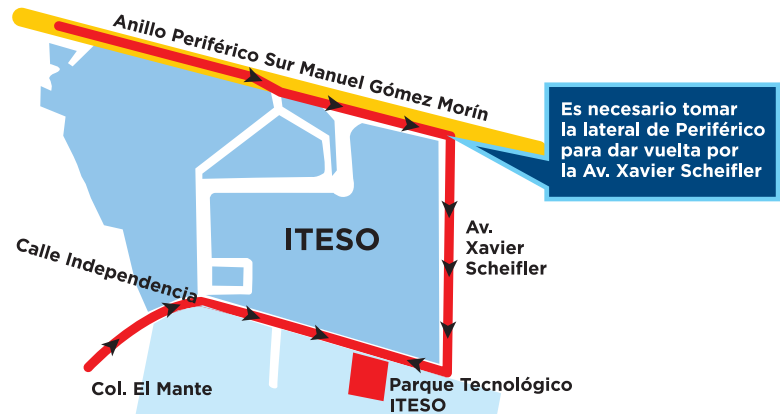 Anillo Periférico Sur Manuel Gómez Morín
Es necesario tomar
la lateral de Periférico
para dar vuelta por
la Av. Xavier Scheifler
ITESO
Av.
Xavier
Scheifler
Calle Independencia
Col. El Mante
Parque Tecnológico
ITESO